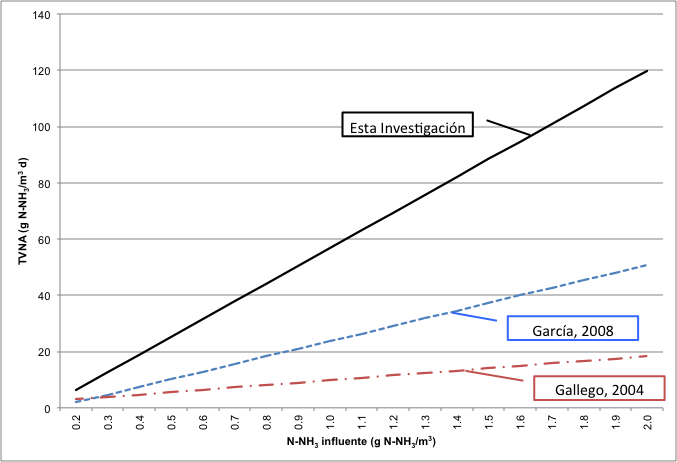 140
120
100
80
60
40
20
0
TVNA (g N-NH₃/m³ d)
Esta Investigación
García, 2008
Gallego, 2004
0.2 0.3 0.4 0.5 0.6 0.7 0.8 0.9 1.0 1.1 1.2 1.3 1.4 1.5 1.6 1.7 1.8 1.9 2.0
N-NH₃ influente (g N-NH₃/m³)